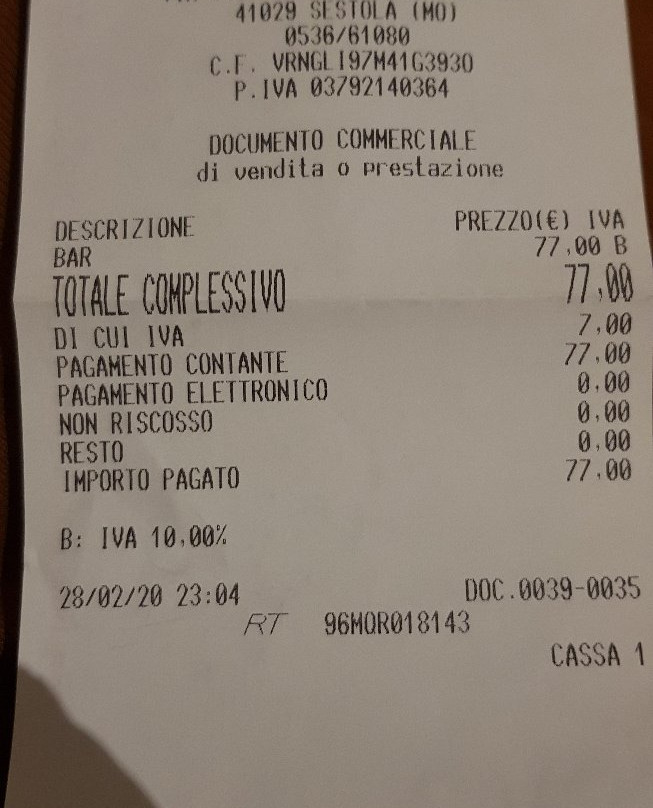 41029 SESTOLA (MO)
0536/61080
C.F. VRNGLI97M41G393O
P.IVA 03792140364
DOCUMENTO COMMERCIALE
di vendita o prestazione
DESCRIZIONE PREZZO(€) IVA
BAR 77,00 B
TOTALE COMPLESSIVO 77,00
DI CUI IVA 7,00
PAGAMENTO CONTANTE 77,00
PAGAMENTO ELETTRONICO 0,00
NON RISCOSSO 0,00
RESTO 0,00
IMPORTO PAGATO 77,00
B: IVA 10,00%
28/02/20 23:04 DOC.0039-0035
RT 96MQR018143
CASSA 1